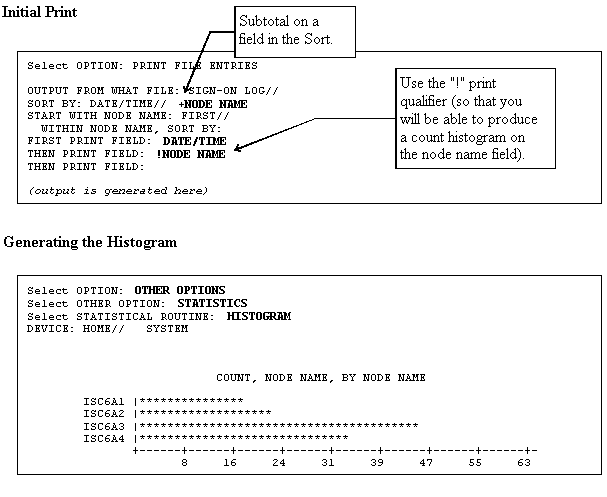 Initial Print
Subtotal on a
field in the Sort.
Select OPTION: PRINT FILE ENTRIES
OUTPUT FROM WHAT FILE: SIGN-ON LOG//
SORT BY: DATE/TIME// +NODE NAME
START WITH NODE NAME: FIRST//
WITHIN NODE NAME, SORT BY:
FIRST PRINT FIELD: DATE/TIME
THEN PRINT FIELD: !NODE NAME
THEN PRINT FIELD:
(output is generated here)
Use the "!" print
qualifier (so that you
will be able to produce
a count histogram on
the node name field).
Generating the Histogram
Select OPTION: OTHER OPTIONS
Select OTHER OPTION: STATISTICS
Select STATISTICAL ROUTINE: HISTOGRAM
DEVICE: HOME// SYSTEM
COUNT, NODE NAME, BY NODE NAME
ISC6A1 |***************
ISC6A2 |*******************
ISC6A3 |****************************************
ISC6A4 |******************************
+------+------+------+------+------+------+------+------+-
8 16 24 31 39 47 55 63